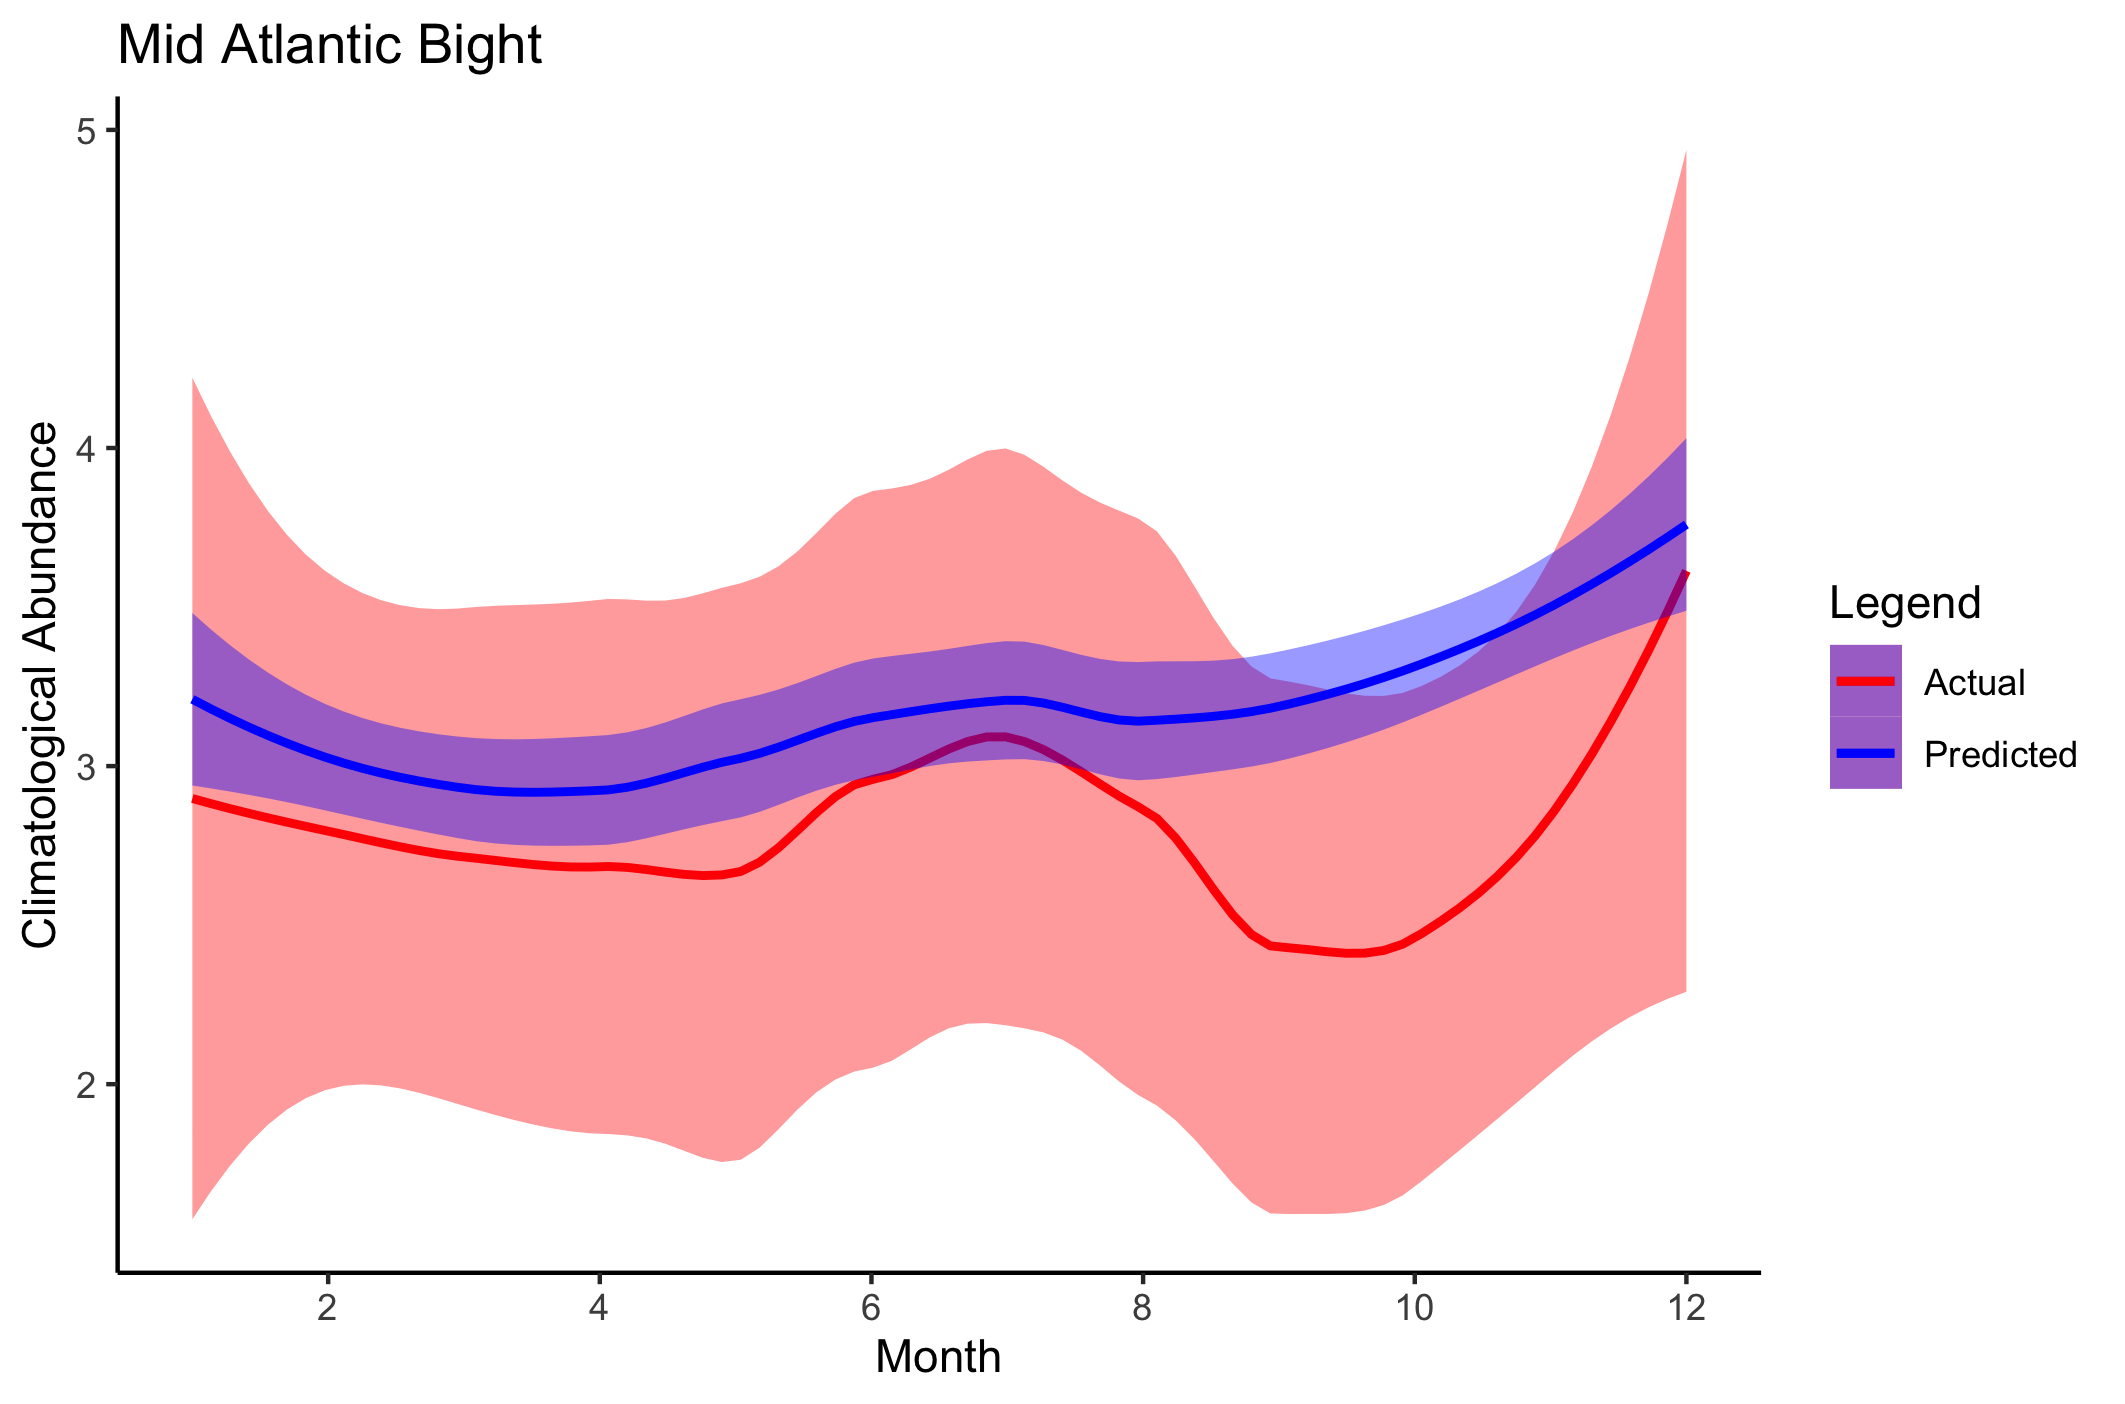 Mid Atlantic Bight
5
4
3
2
Climatological Abundance
2 4 6 8 10 12
Month
Legend
Actual
Predicted